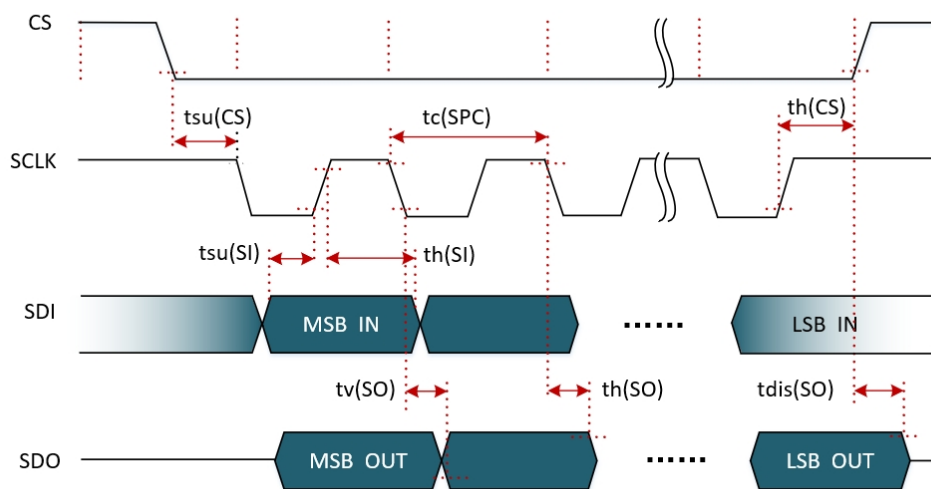 CS
tsu(CS)
tc(SPC)
th(CS)
SCLK
tsu(SI)
th(SI)
SDI
MSB IN
LSB IN
tv(SO)
th(SO)
tdis(SO)
SDO
MSB OUT
LSB OUT